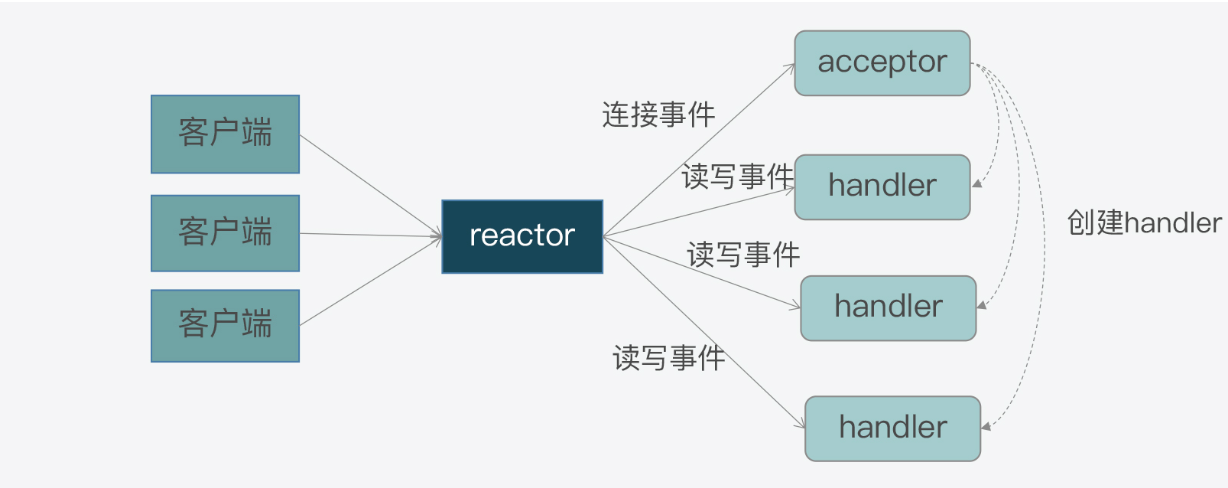 acceptor
连接事件
客户端
读写事件
handler
客户端
reactor
创建handler
读写事件
handler
客户端
读写事件
handler